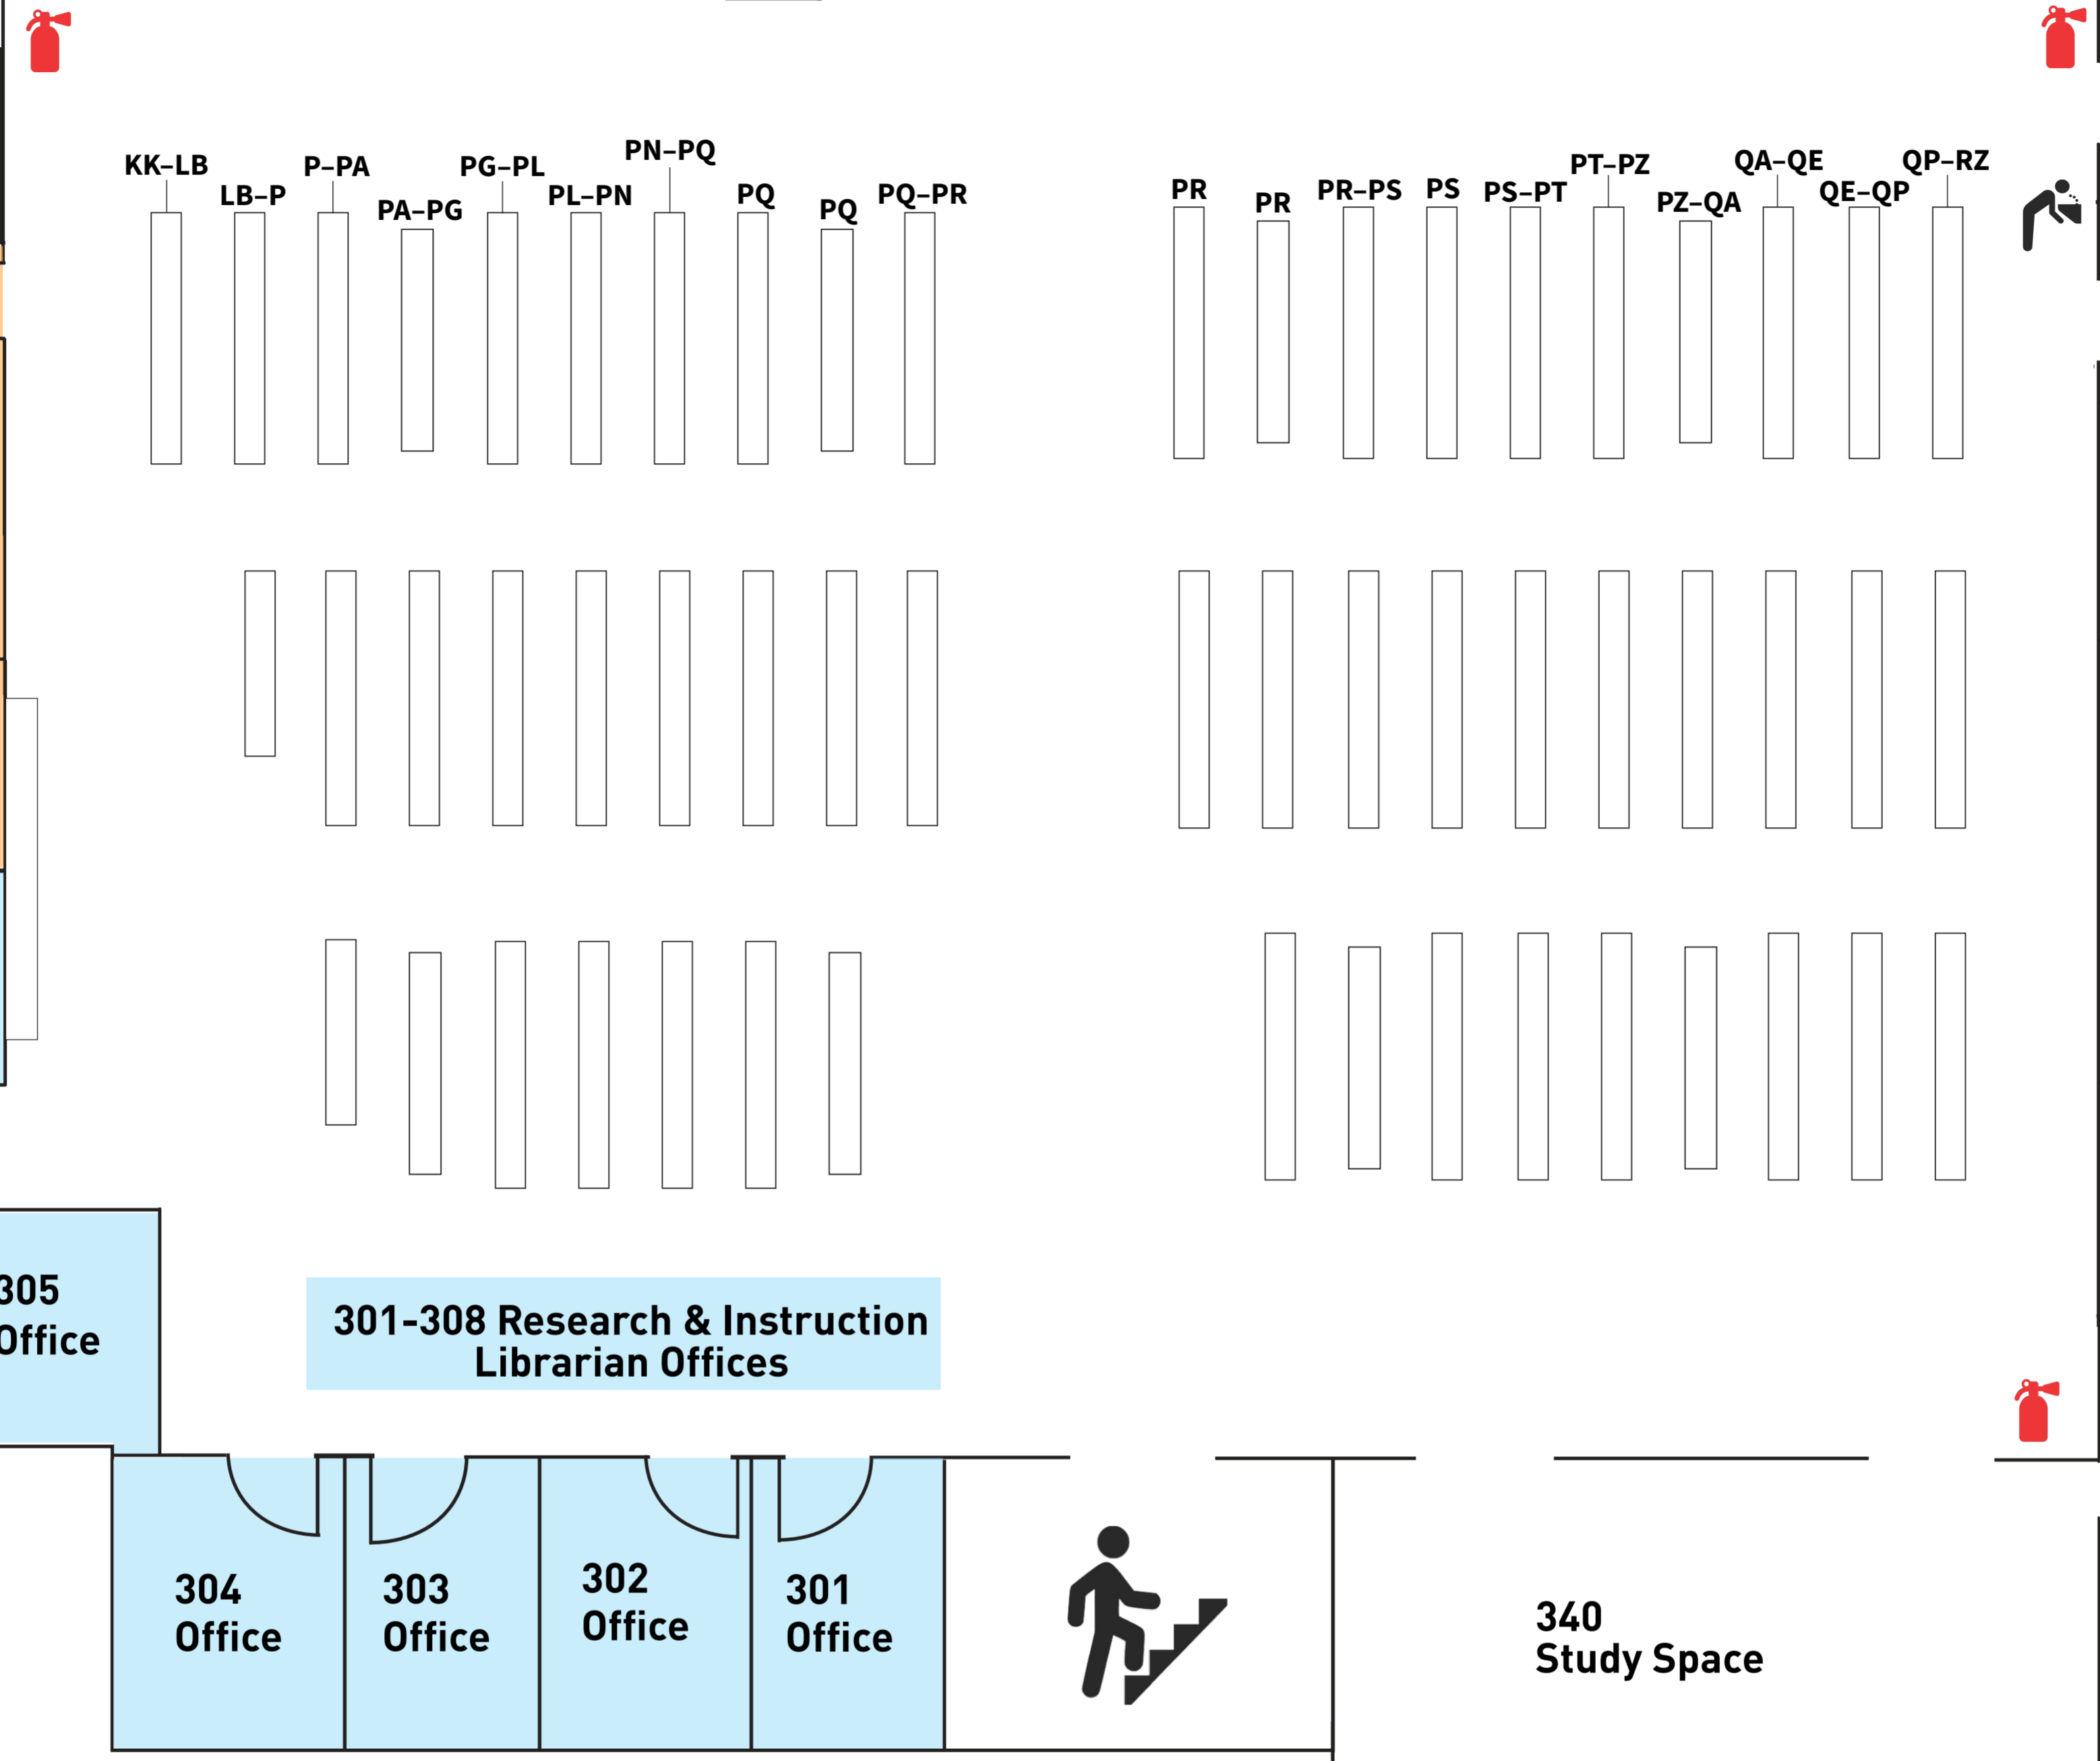 KK–LB
LB–P
P–PA
PA–PG
PG–PL
PL–PN
PN–PQ
PQ
PQ
PQ–PR
PR
PR
PR–PS
PS
PS–PT
PT–PZ
PZ–QA
QA–QE
QE–QP
QP–RZ
305
Office
301-308 Research & Instruction
Librarian Offices
304
Office
303
Office
302
Office
301
Office
340
Study Space